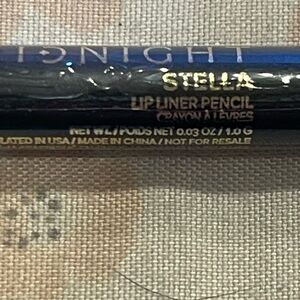 IDNIGHT
STELLA
LIP LINER PENCIL
CRAYON À LÈVRES
NET WT./POIDS NET 0.03 OZ / 1.0 G
LATED IN USA / MADE IN CHINA / NOT FOR RESALE